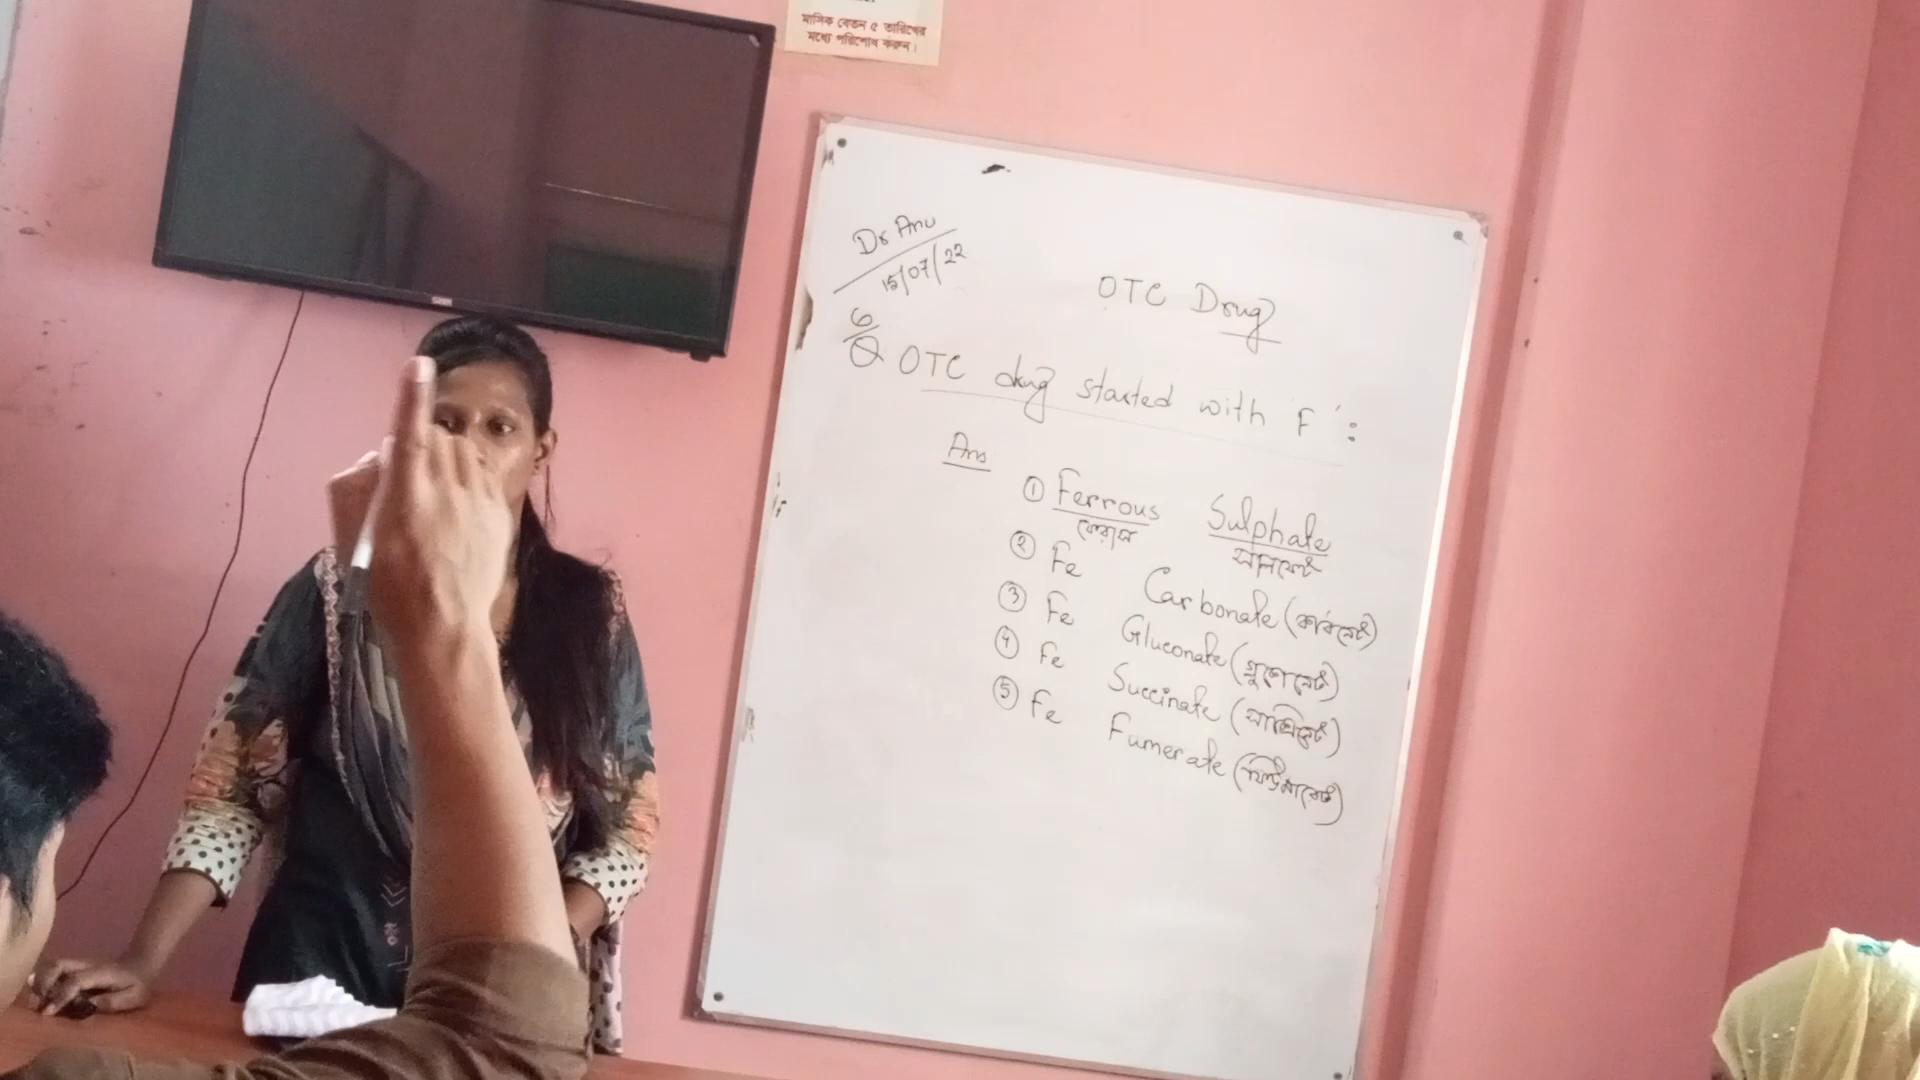 মাসিক বেতন ৫ তারিখের
মধ্যে পরিশোধ করুন।
Dr Anu
15/07/22
OTC Drug
6
Q OTC drug started with 'F':
Ans
① Ferrous Sulphate
ফেরাস সালফেট
② Fe Carbonate (কার্বনেট)
③ Fe Gluconate (গ্লুকোনেট)
④ Fe Succinate (সাক্সিনেট)
⑤ Fe Fumerate (ফিউমারেট)